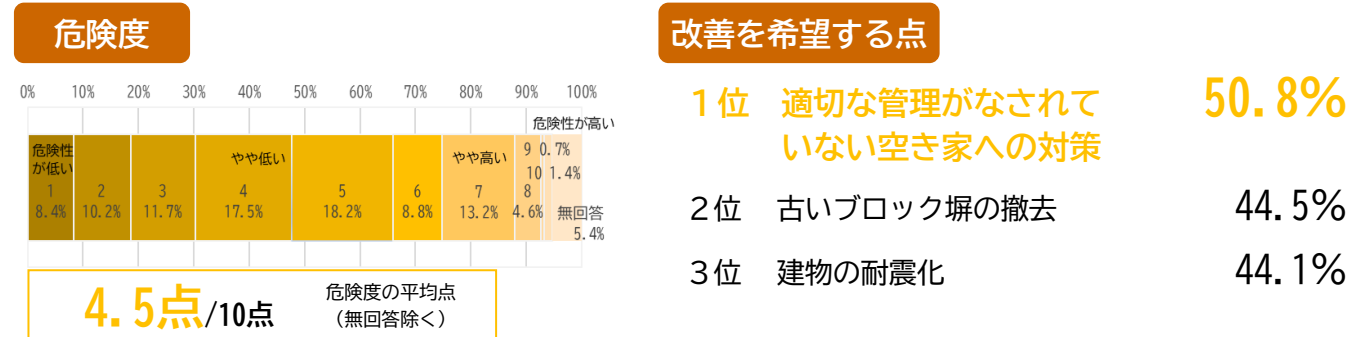 危険度
0% 10% 20% 30% 40% 50% 60% 70% 80% 90% 100%
危険性が高い
危険性
が低い
やや低い
やや高い
1 2 3 4 5 6 7 8
9 0.7%
10 1.4%
8.4% 10.2% 11.7% 17.5% 18.2% 8.8% 13.2% 4.6% 無回答
5.4%
4.5点/10点
危険度の平均点
(無回答除く)
改善を希望する点
1位 適切な管理がなされて
いない空き家への対策 50.8%
2位 古いブロック塀の撤去 44.5%
3位 建物の耐震化 44.1%